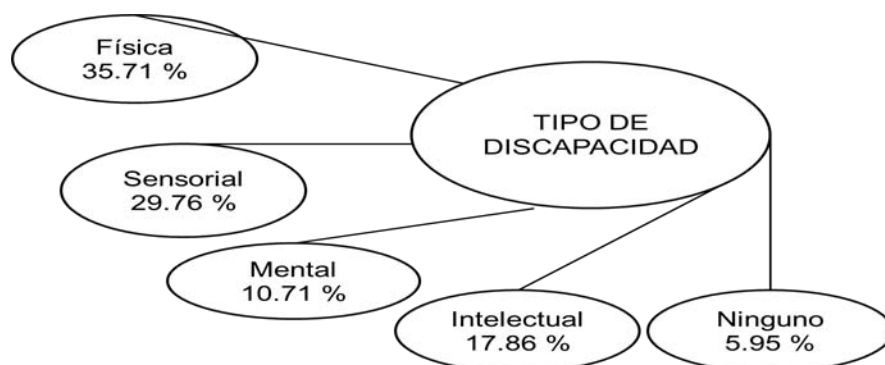 Física
35.71 %
TIPO DE
DISCAPACIDAD
Sensorial
29.76 %
Mental
10.71 %
Intelectual
17.86 %
Ninguno
5.95 %